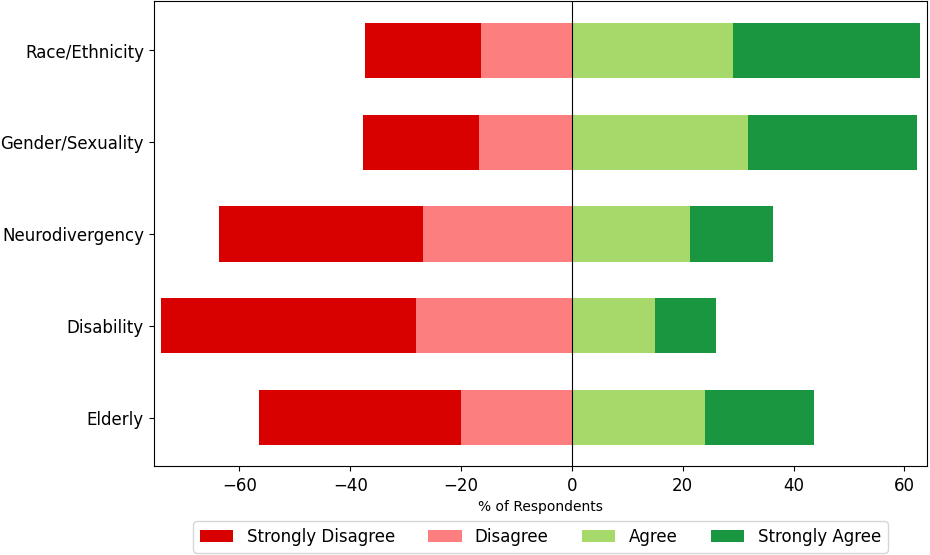 Race/Ethnicity
Gender/Sexuality
Neurodivergency
Disability
Elderly
−60 −40 −20 0 20 40 60
% of Respondents
Strongly Disagree Disagree Agree Strongly Agree